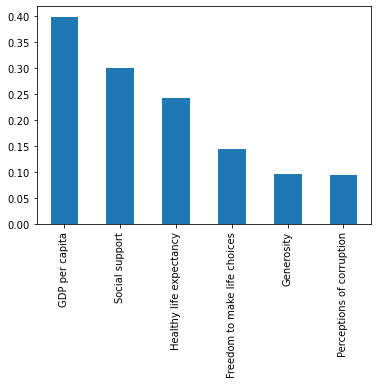 0.40
0.35
0.30
0.25
0.20
0.15
0.10
0.05
0.00
GDP per capita
Social support
Healthy life expectancy
Freedom to make life choices
Generosity
Perceptions of corruption